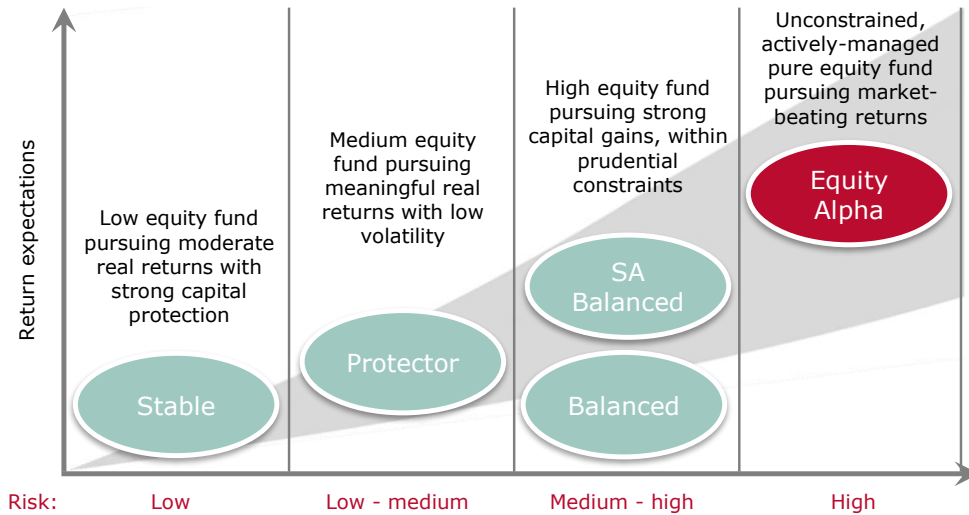 Return expectations
Low equity fund
pursuing moderate
real returns with
strong capital
protection
Stable
Medium equity
fund pursuing
meaningful real
returns with low
volatility
Protector
High equity fund
pursuing strong
capital gains, within
prudential
constraints
SA
Balanced
Balanced
Unconstrained,
actively-managed
pure equity fund
pursuing market-
beating returns
Equity
Alpha
Risk:
Low
Low - medium
Medium - high
High